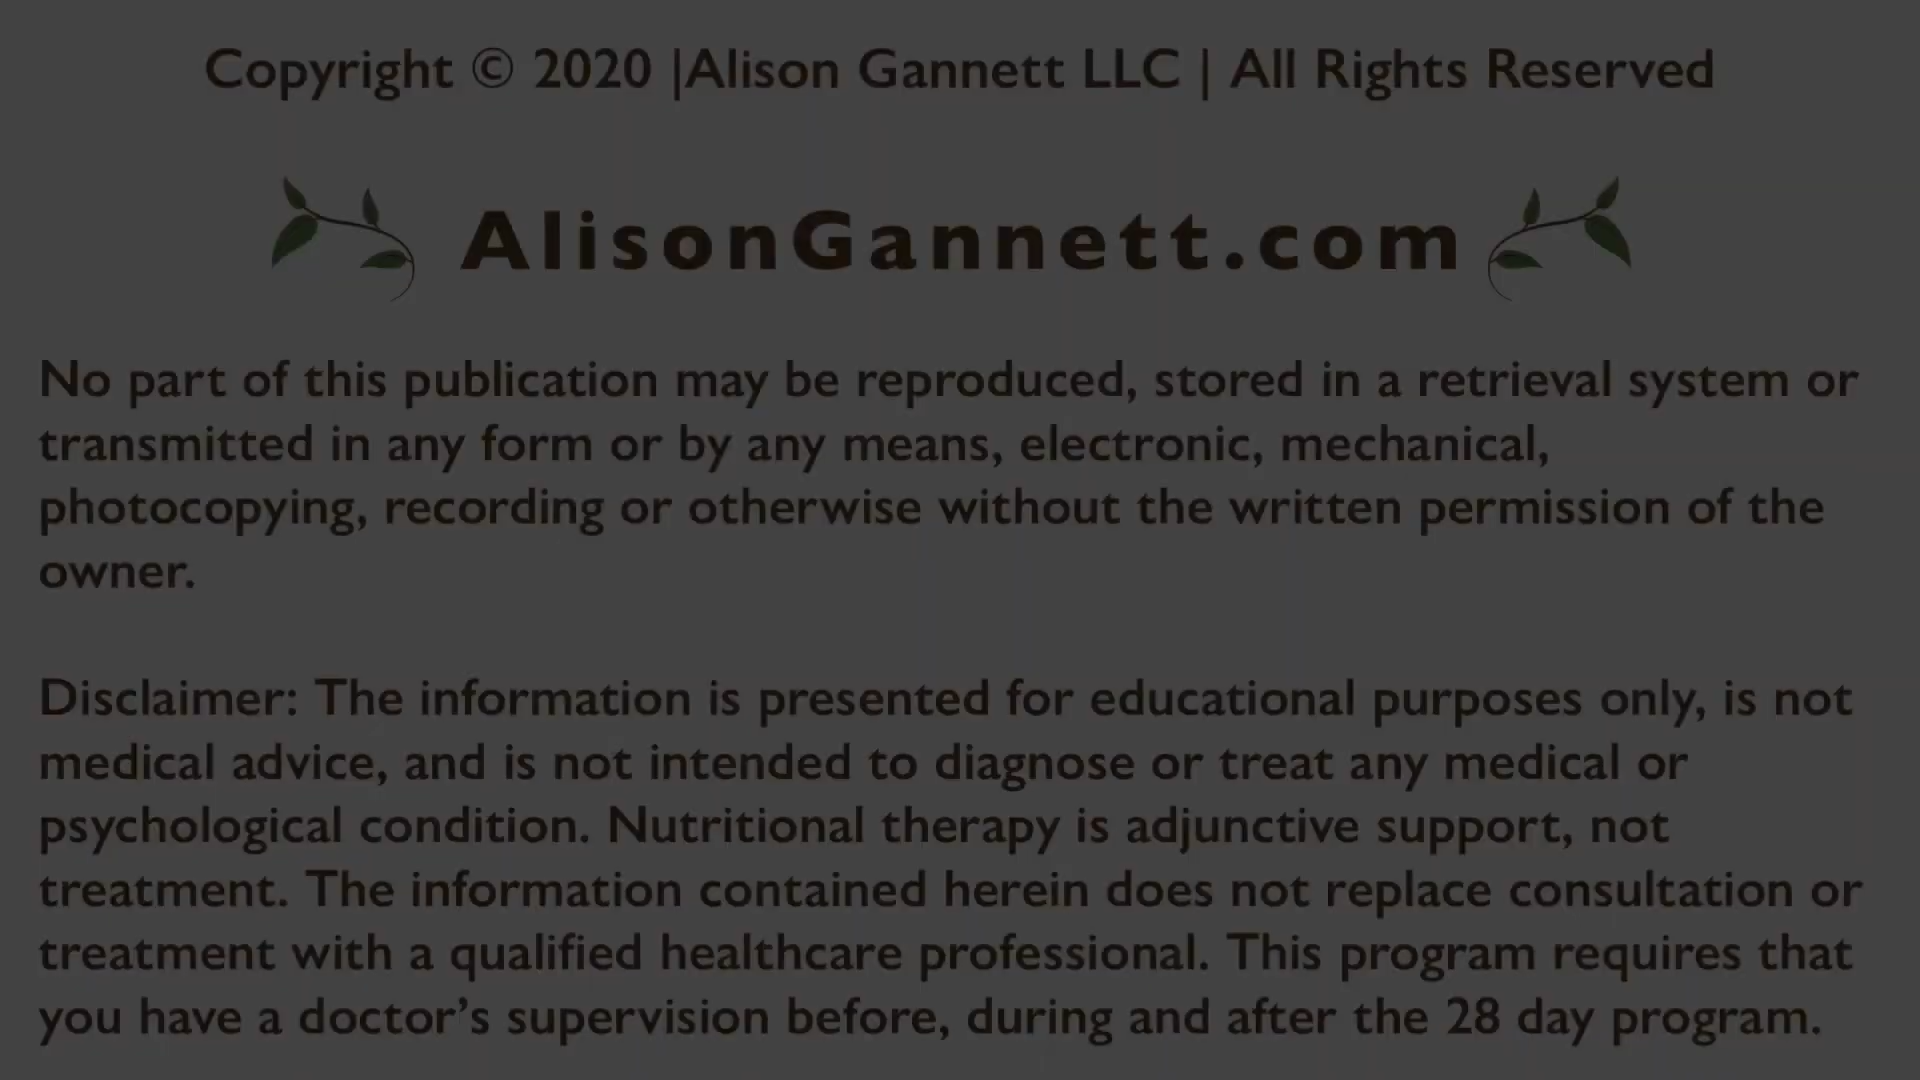 Copyright © 2020 |Alison Gannett LLC | All Rights Reserved
AlisonGannett.com
No part of this publication may be reproduced, stored in a retrieval system or
transmitted in any form or by any means, electronic, mechanical,
photocopying, recording or otherwise without the written permission of the
owner.
Disclaimer: The information is presented for educational purposes only, is not
medical advice, and is not intended to diagnose or treat any medical or
psychological condition. Nutritional therapy is adjunctive support, not
treatment. The information contained herein does not replace consultation or
treatment with a qualified healthcare professional. This program requires that
you have a doctor’s supervision before, during and after the 28 day program.